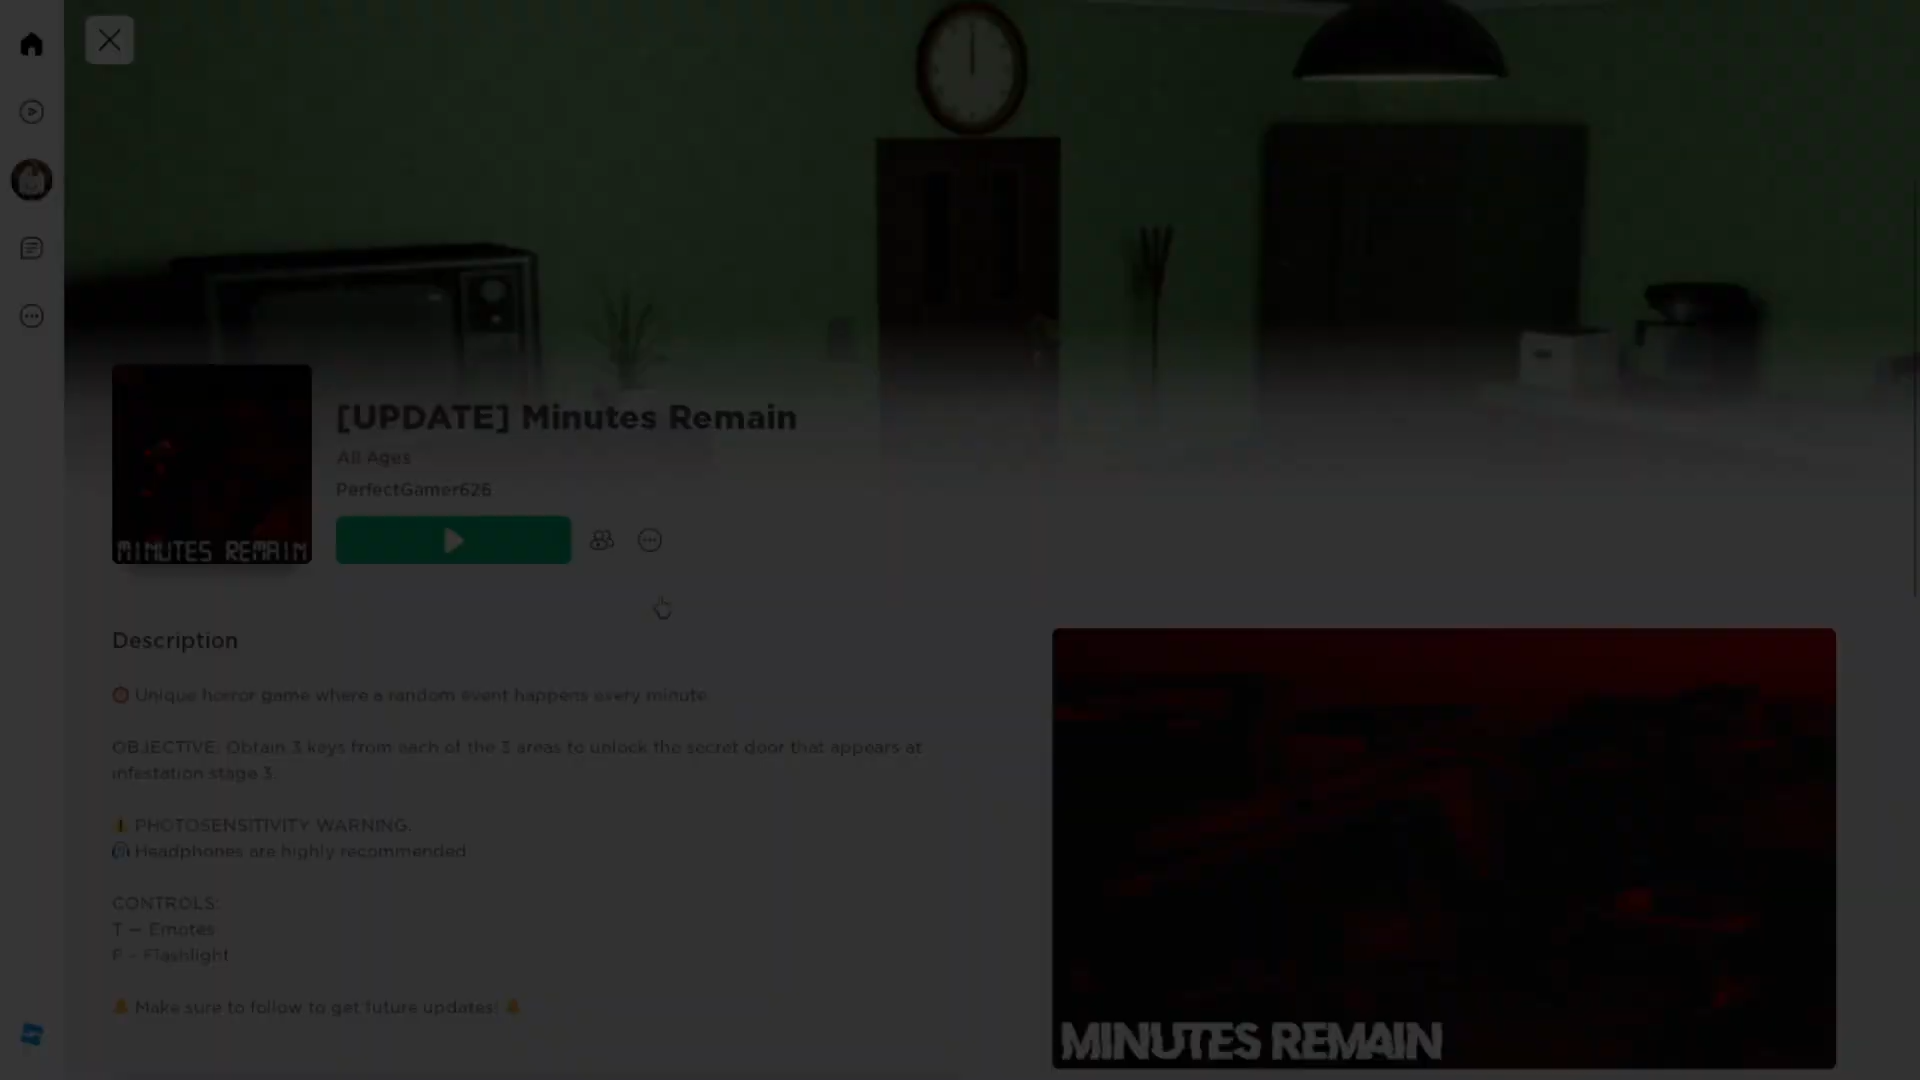 [UPDATE] Minutes Remain
All Ages
PerfectGamer626
MINUTES REMAIN
Description
Unique horror game where a random event happens every minute
OBJECTIVE: Obtain 3 keys from each of the 3 areas to unlock the secret door that appears at
infestation stage 3.
PHOTOSENSITIVITY WARNING.
Headphones are highly recommended
CONTROLS:
T – Emotes
F - Flashlight
Make sure to follow to get future updates!
MINUTES REMAIN